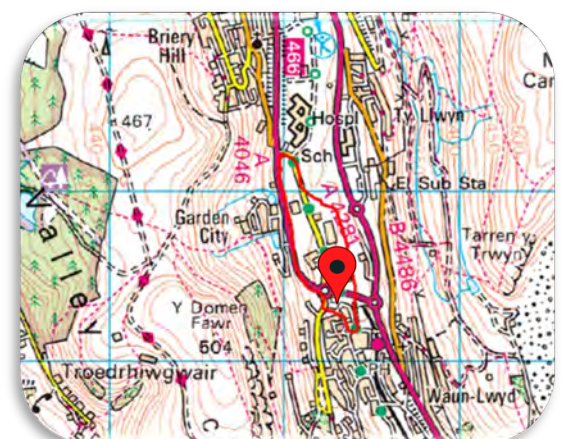 Briery
Hill
466
467
Hospl
Ty Llwyn
Sch
A
4046
El Sub Sta
A 4281
Garden
City
B 4486
Tarren y
Trwyn
Valley
Y Domen
Fawr
604
Troedrhiwgwair
PH
Waun-Lwyd
C